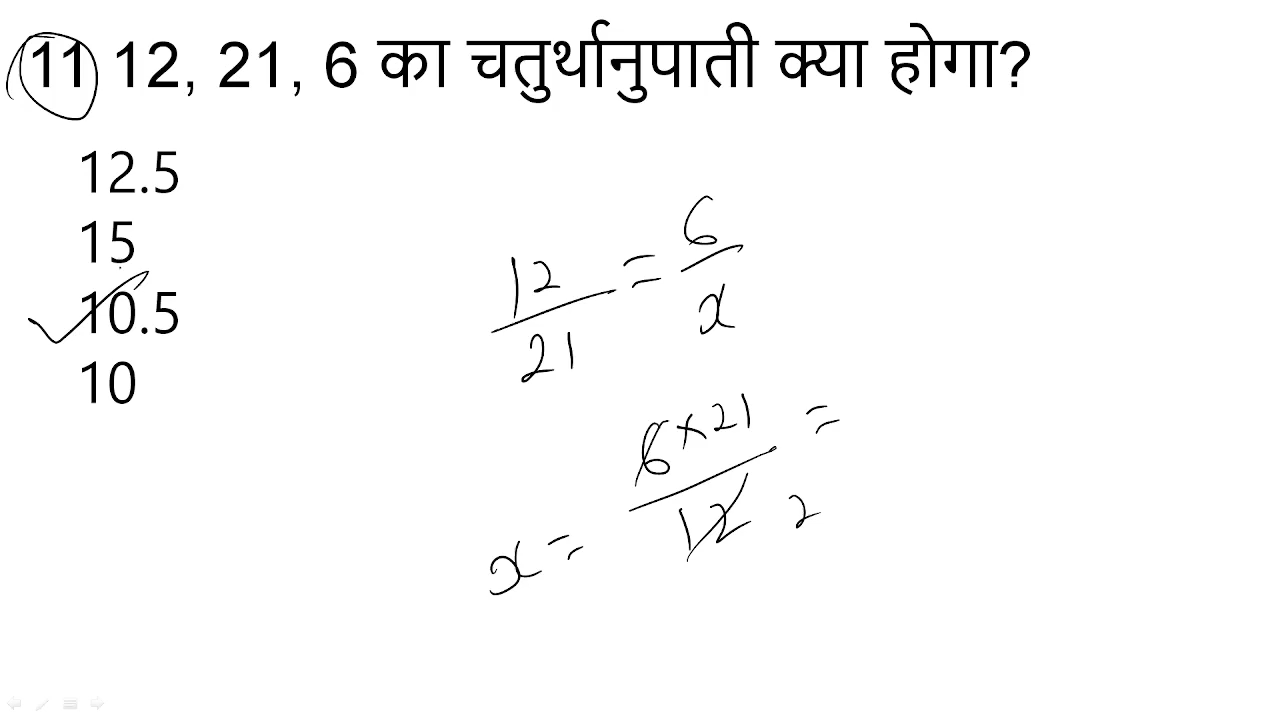 11 12, 21, 6 का चतुर्थानुपाती क्या होगा?
12.5
15
10.5
10
12/21 = 6/x
x = 6×21/12 2 =